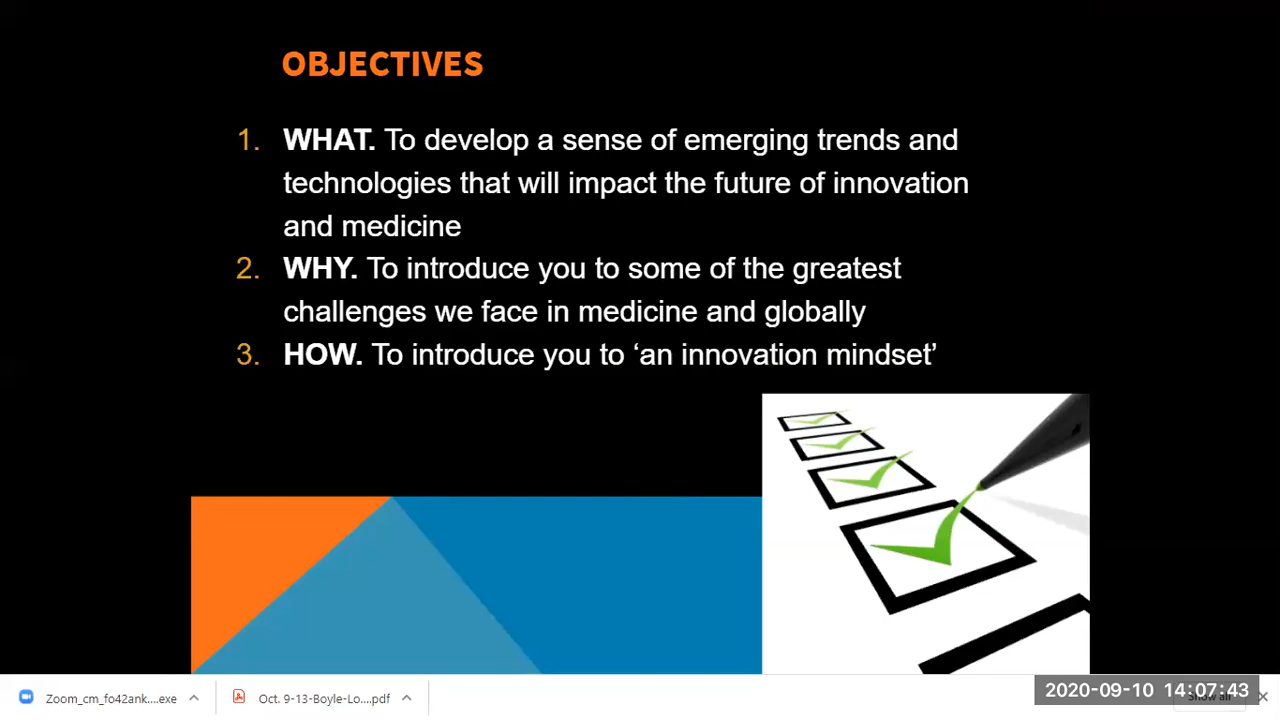 OBJECTIVES
1. WHAT. To develop a sense of emerging trends and
technologies that will impact the future of innovation
and medicine
2. WHY. To introduce you to some of the greatest
challenges we face in medicine and globally
3. HOW. To introduce you to ‘an innovation mindset’
Zoom_cm_fo42ank....exe
Oct. 9-13-Boyle-Lo....pdf
2020-09-10 14:07:43
Show all